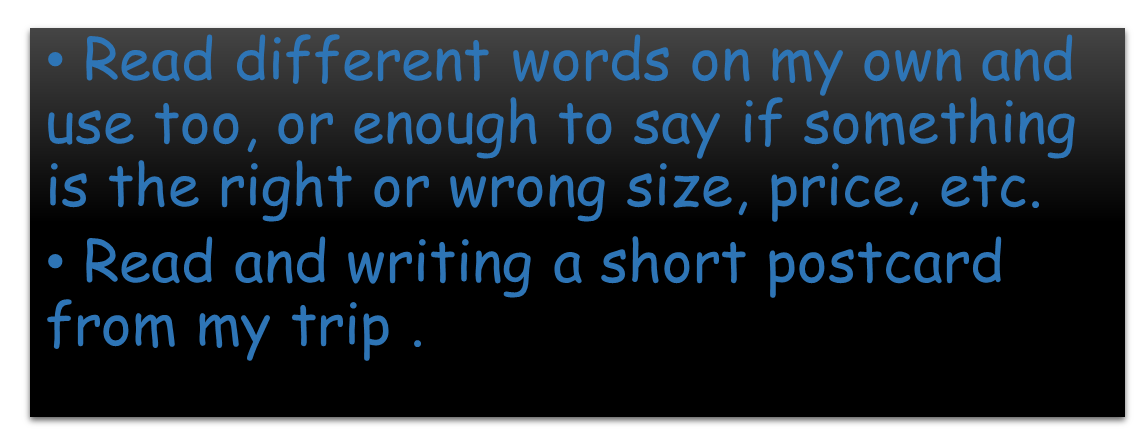 • Read different words on my own and
use too, or enough to say if something
is the right or wrong size, price, etc.
• Read and writing a short postcard
from my trip .